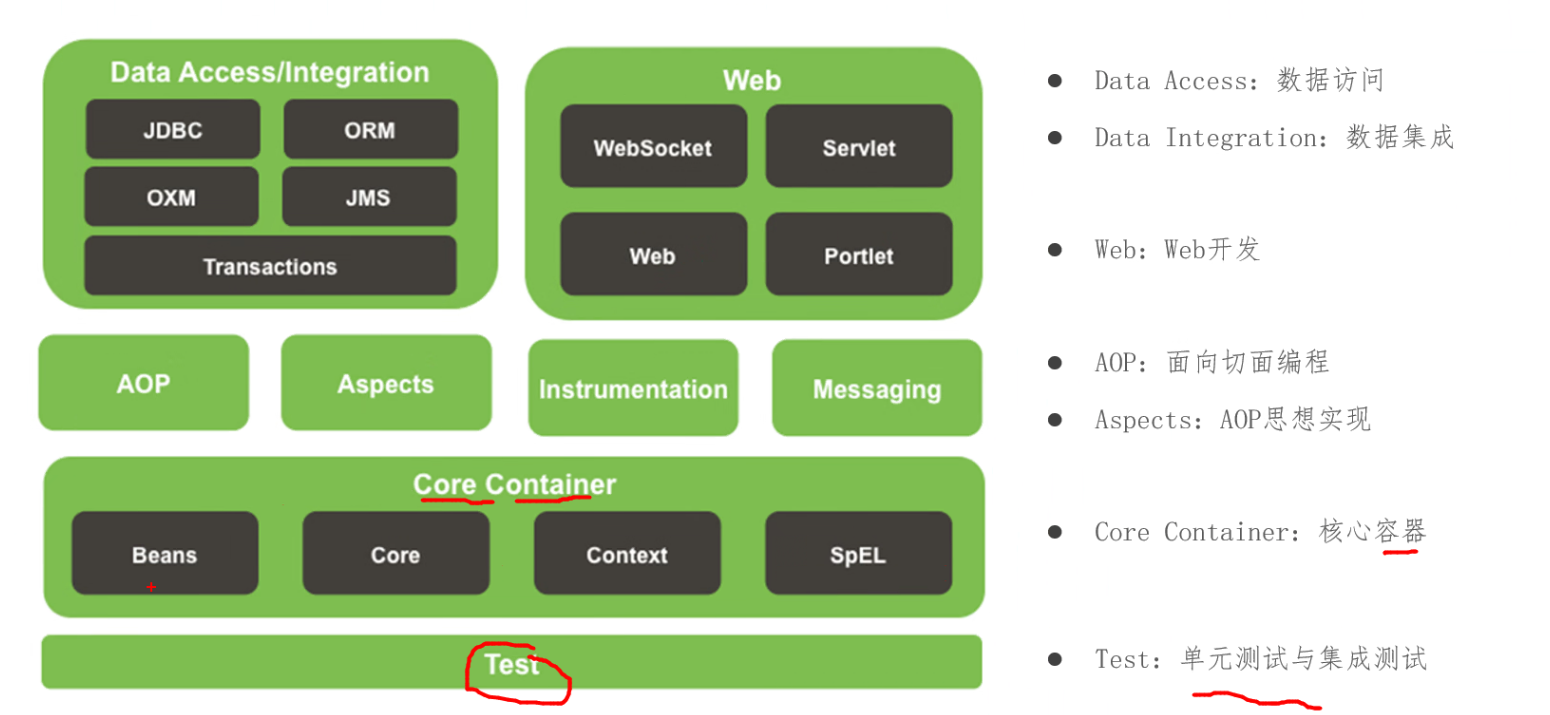 Data Access/Integration
JDBC
ORM
OXM
JMS
Transactions
Web
WebSocket
Servlet
Web
Portlet
AOP
Aspects
Instrumentation
Messaging
Core Container
Beans
Core
Context
SpEL
Test
● Data Access：数据访问
● Data Integration：数据集成
● Web：Web开发
● AOP：面向切面编程
● Aspects：AOP思想实现
● Core Container：核心容器
● Test：单元测试与集成测试